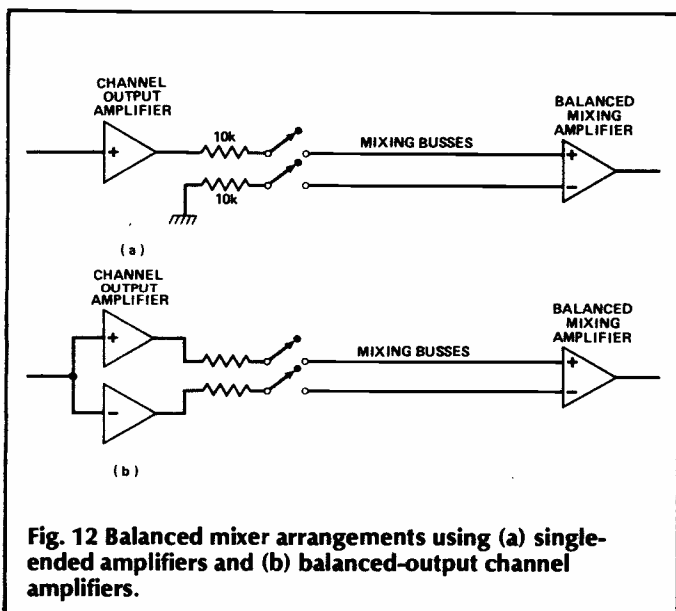 CHANNEL
OUTPUT
AMPLIFIER
BALANCED
MIXING
AMPLIFIER
10k
MIXING BUSSES
+
+
−
10k
(a)
CHANNEL
OUTPUT
AMPLIFIER
BALANCED
MIXING
AMPLIFIER
+
MIXING BUSSES
+
−
−
(b)
Fig. 12 Balanced mixer arrangements using (a) single-
ended amplifiers and (b) balanced-output channel
amplifiers.